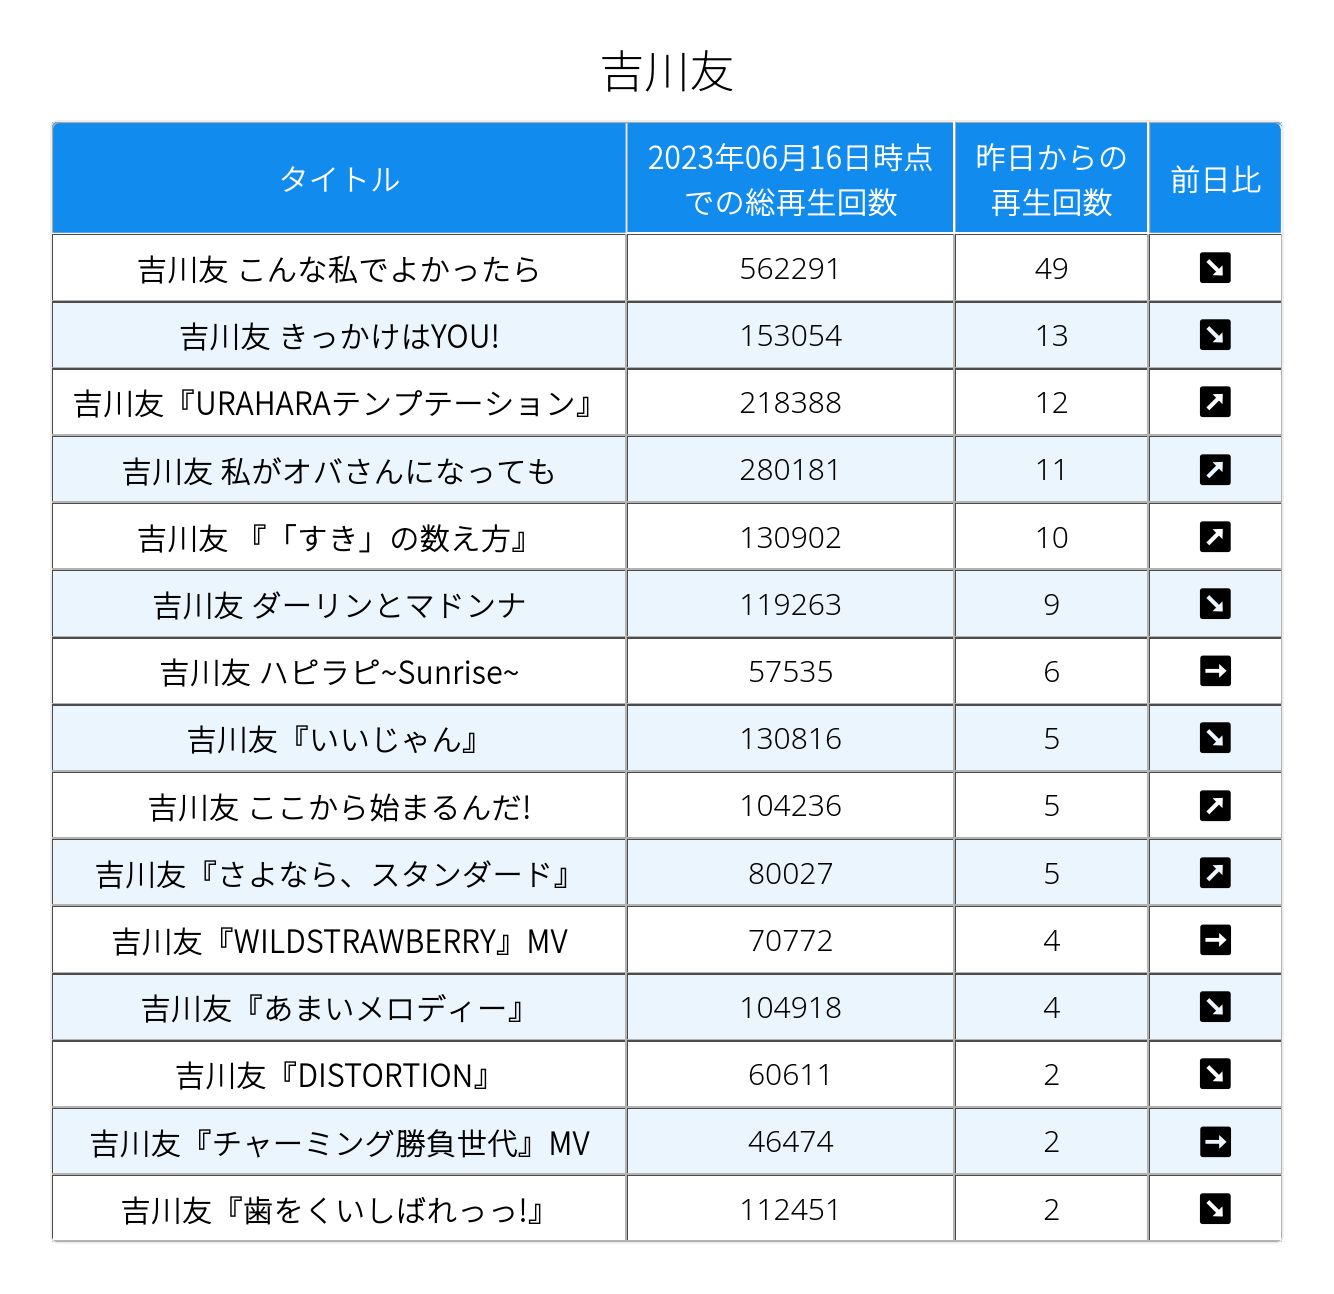 吉川友
タイトル 2023年06月16日時点での総再生回数 昨日からの再生回数 前日比
吉川友 こんな私でよかったら 562291 49 ↘
吉川友 きっかけはYOU! 153054 13 ↘
吉川友『URAHARAテンプテーション』 218388 12 ↗
吉川友 私がオバさんになっても 280181 11 ↗
吉川友 『「すき」の数え方』 130902 10 ↗
吉川友 ダーリンとマドンナ 119263 9 ↘
吉川友 ハピラピ~Sunrise~ 57535 6 →
吉川友『いいじゃん』 130816 5 ↘
吉川友 ここから始まるんだ! 104236 5 ↗
吉川友『さよなら、スタンダード』 80027 5 ↗
吉川友『WILDSTRAWBERRY』MV 70772 4 →
吉川友『あまいメロディー』 104918 4 ↘
吉川友『DISTORTION』 60611 2 ↘
吉川友『チャーミング勝負世代』MV 46474 2 →
吉川友『歯をくいしばれっっ!』 112451 2 ↘